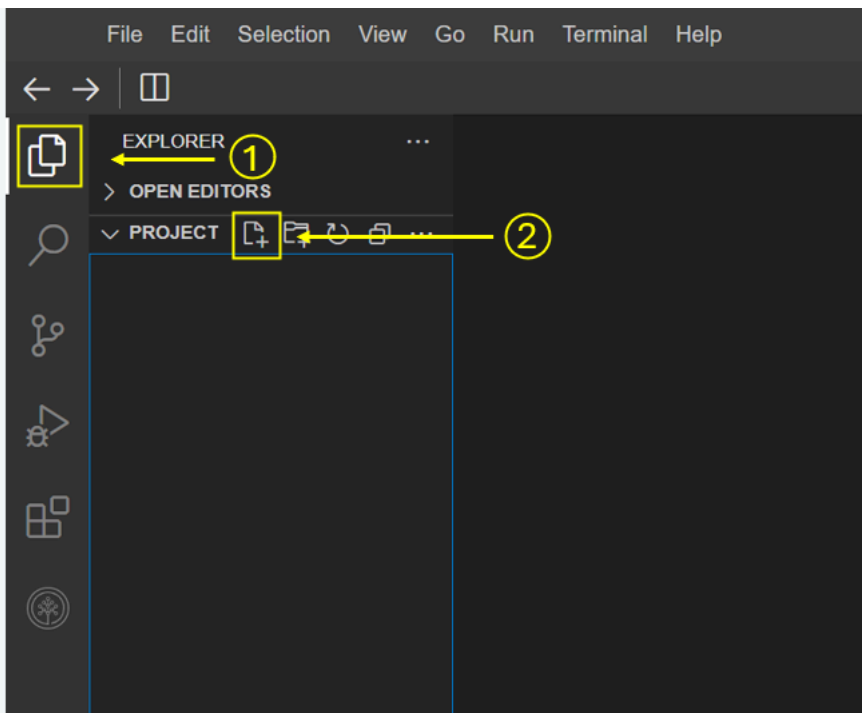 File Edit Selection View Go Run Terminal Help
EXPLORER ...
1
OPEN EDITORS
PROJECT ...
2